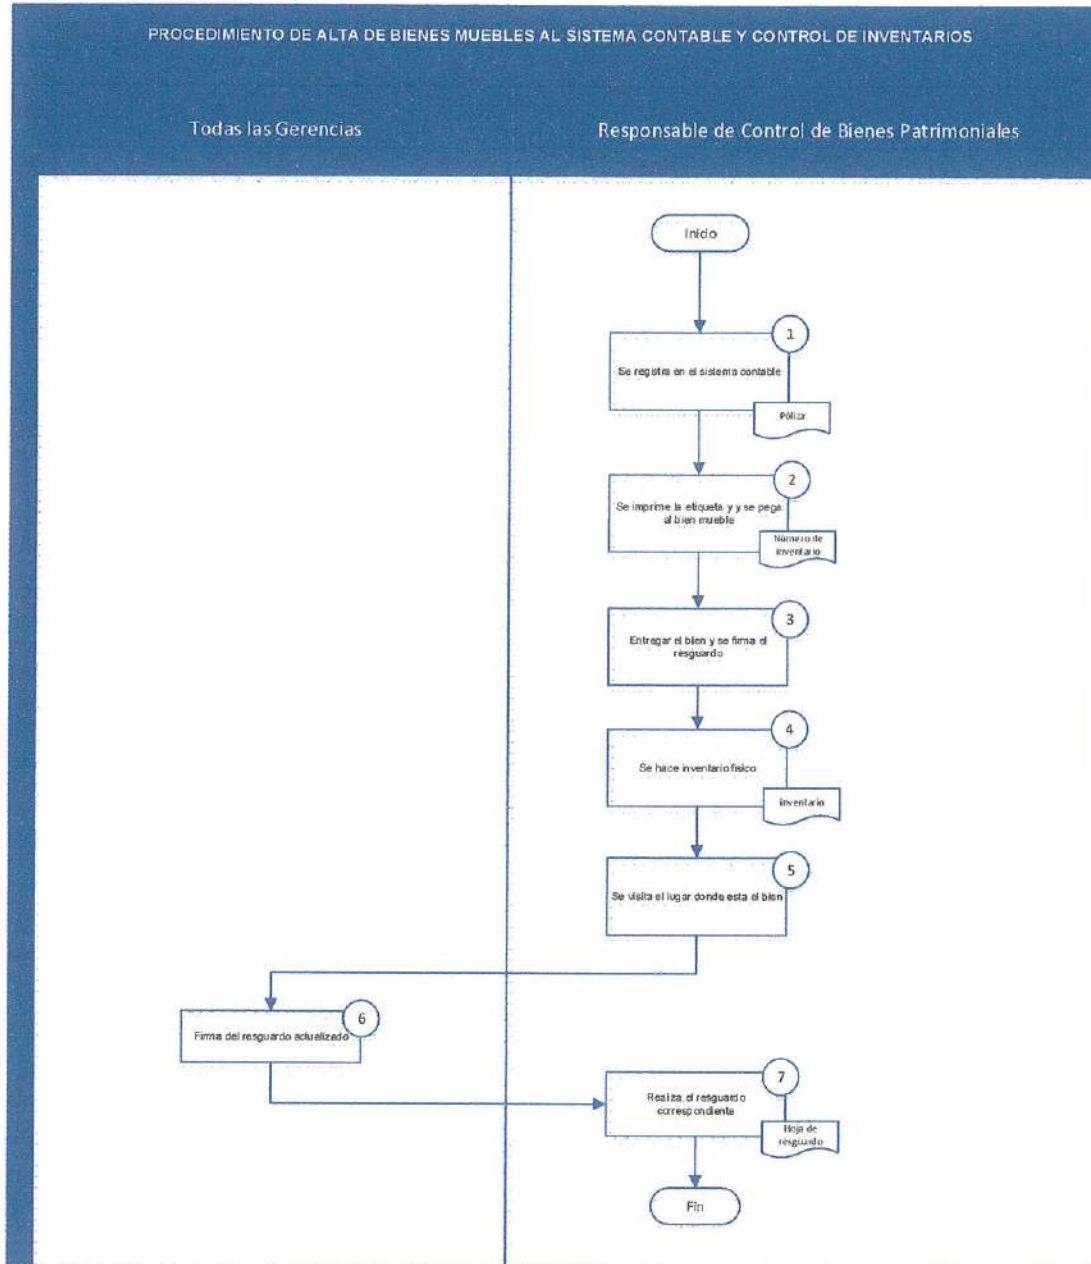 PROCEDIMIENTO DE ALTA DE BIENES MUEBLES AL SISTEMA CONTABLE Y CONTROL DE INVENTARIOS
Todas las Gerencias
Responsable de Control de Bienes Patrimoniales
Inicio
1
Se registra en el sistema contable
Póliza
2
Se imprime la etiqueta y y se pega
al bien mueble
Número de
inventario
3
Entregar el bien y se firma el
resguardo
4
Se hace inventario fisico
inventario
5
Se visita el lugar donde esta el bien
6
Firma del resguardo actualizado
7
Realiza el resguardo
correspondiente
Hoja de
resguardo
Fin